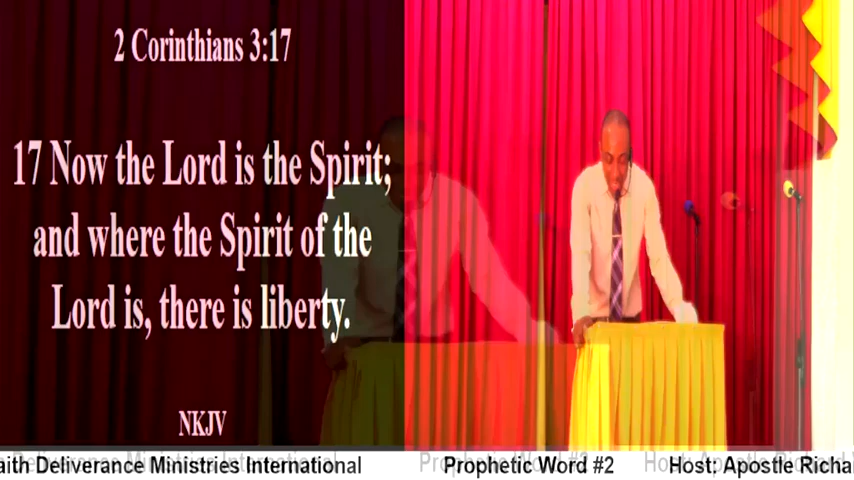 2 Corinthians 3:17
17 Now the Lord is the Spirit;
and where the Spirit of the
Lord is, there is liberty.
NKJV
aith Deliverance Ministries International Prophetic Word #2 Host: Apostle Richa